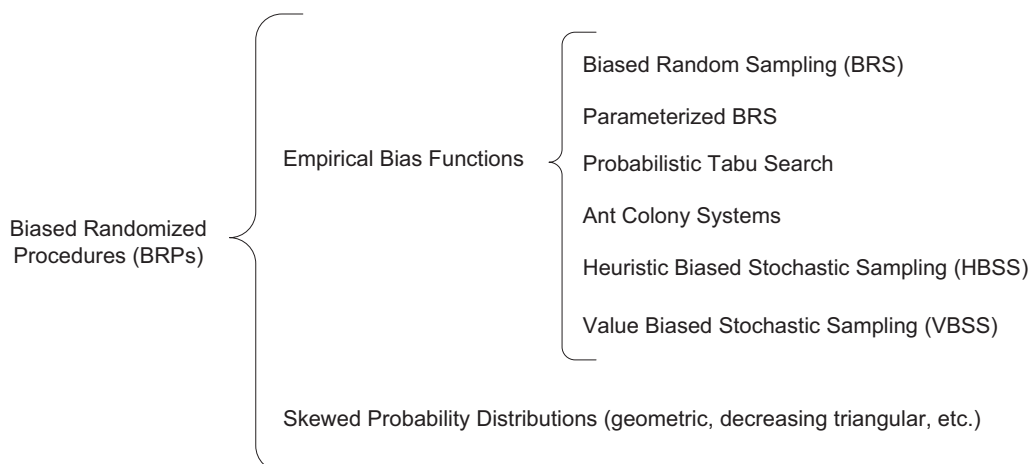 Biased Randomized
Procedures (BRPs)
Empirical Bias Functions
Biased Random Sampling (BRS)
Parameterized BRS
Probabilistic Tabu Search
Ant Colony Systems
Heuristic Biased Stochastic Sampling (HBSS)
Value Biased Stochastic Sampling (VBSS)
Skewed Probability Distributions (geometric, decreasing triangular, etc.)